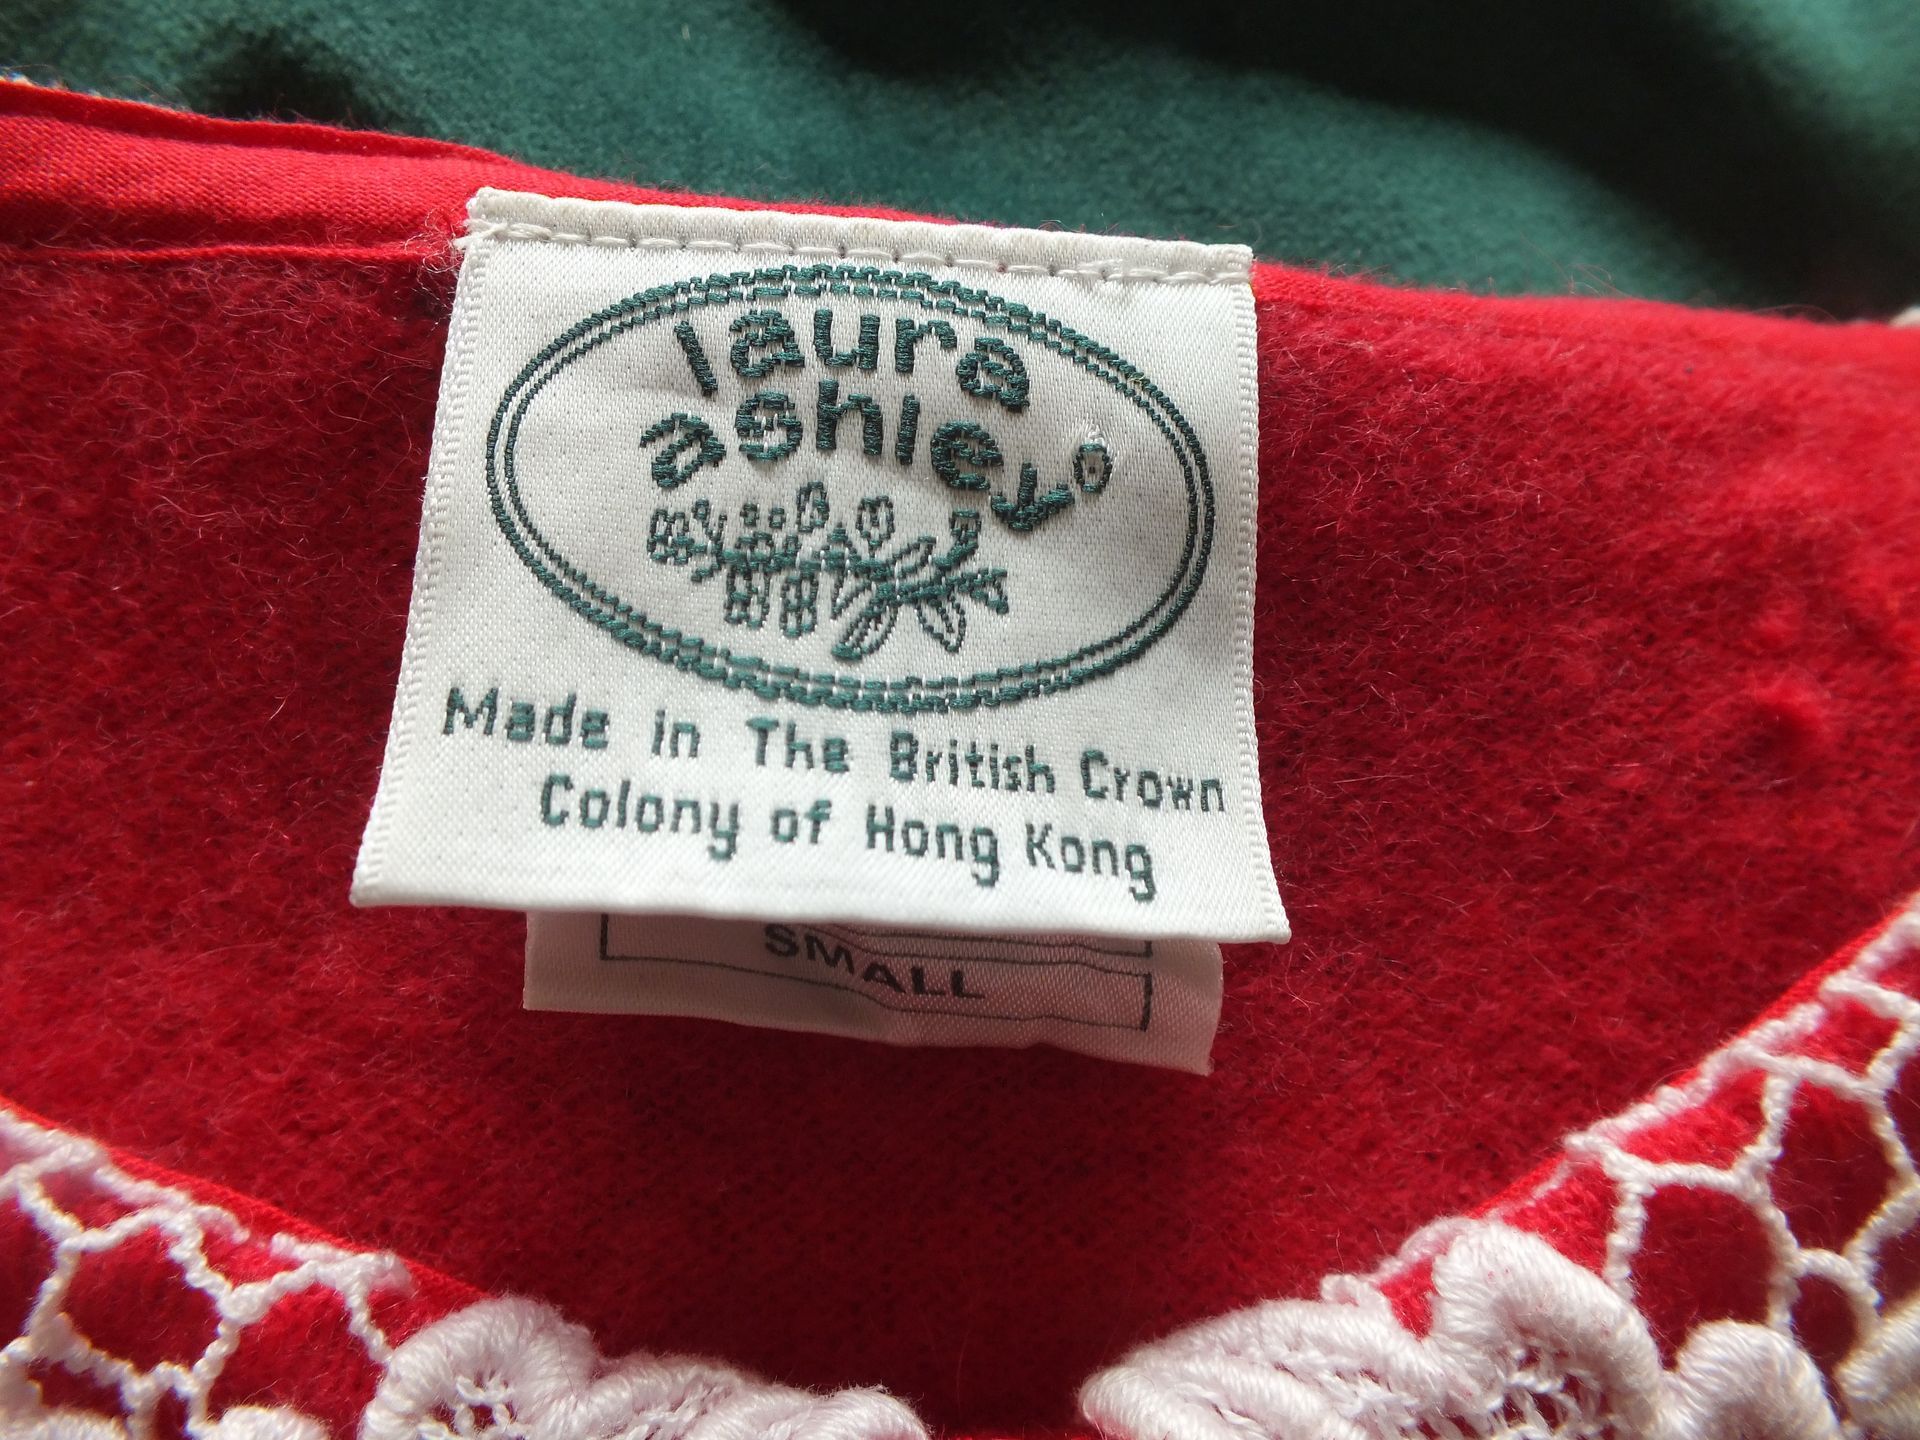 laura
ashley®
Made in The British Crown
Colony of Hong Kong
SMALL